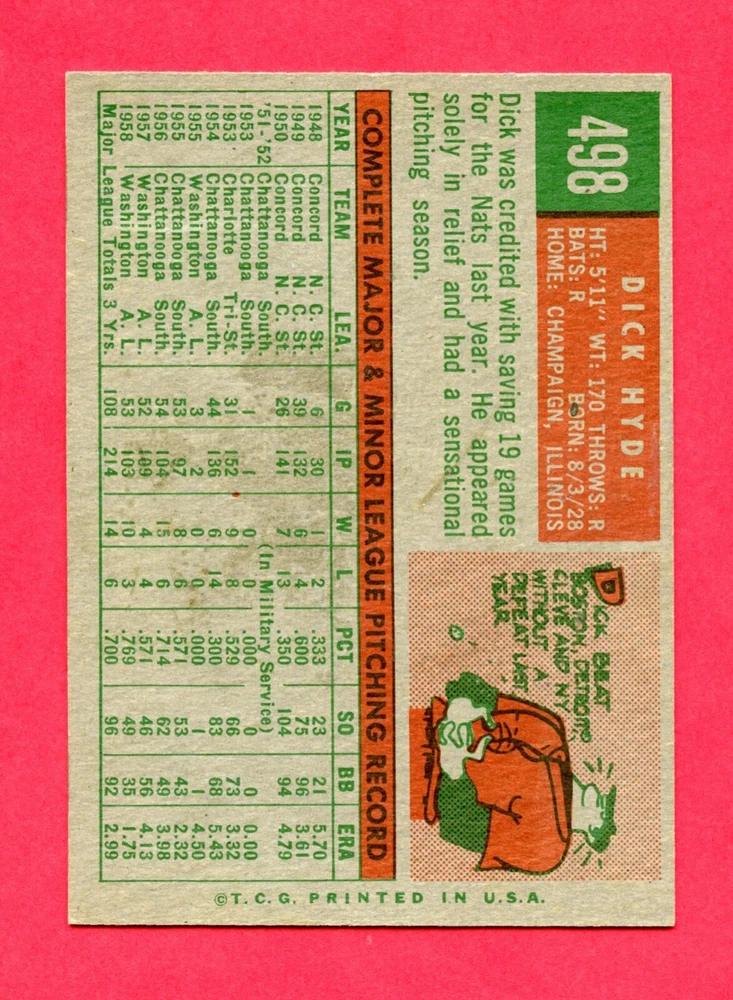 498
DICK HYDE
HT: 5'11" WT: 170 THROWS: R
BATS: R BORN: 8/3/28
HOME: CHAMPAIGN, ILLINOIS
Dick was credited with saving 19 games
for the Nats last year. He appeared
solely in relief and had a sensational
pitching season.
DICK BEAT
BOSTON, DETROIT,
CLEVE AND NY
WITHOUT A
DEFEAT LAST
YEAR
COMPLETE MAJOR & MINOR LEAGUE PITCHING RECORD
YEAR TEAM LEA. G IP W L PCT SO BB ERA
1948 Concord N. C. St. 6 30 1 2 .333 23 21 5.70
1949 Concord N. C. St. 39 132 6 4 .600 75 96 3.61
1950 Concord N. C. St. 26 141 7 13 .350 104 94 4.79
'51-'52 Chattanooga South. (In Military Service)
1953 Chattanooga South. 1 1 0 0 .000 0 0 0.00
1953 Charlotte Tri-St. 31 152 9 8 .529 66 73 3.32
1954 Chattanooga South. 44 136 6 14 .300 83 68 5.43
1955 Washington A. L. 3 2 0 0 .000 1 1 4.50
1955 Chattanooga South. 53 97 8 6 .571 53 43 2.32
1956 Chattanooga South. 54 104 15 6 .714 62 49 3.98
1957 Washington A. L. 52 109 4 3 .571 46 56 4.13
1958 Washington A. L. 53 103 10 3 .769 49 35 1.75
Major League Totals 3 Yrs. 108 214 14 6 .700 96 92 2.99
©T.C.G. PRINTED IN U.S.A.